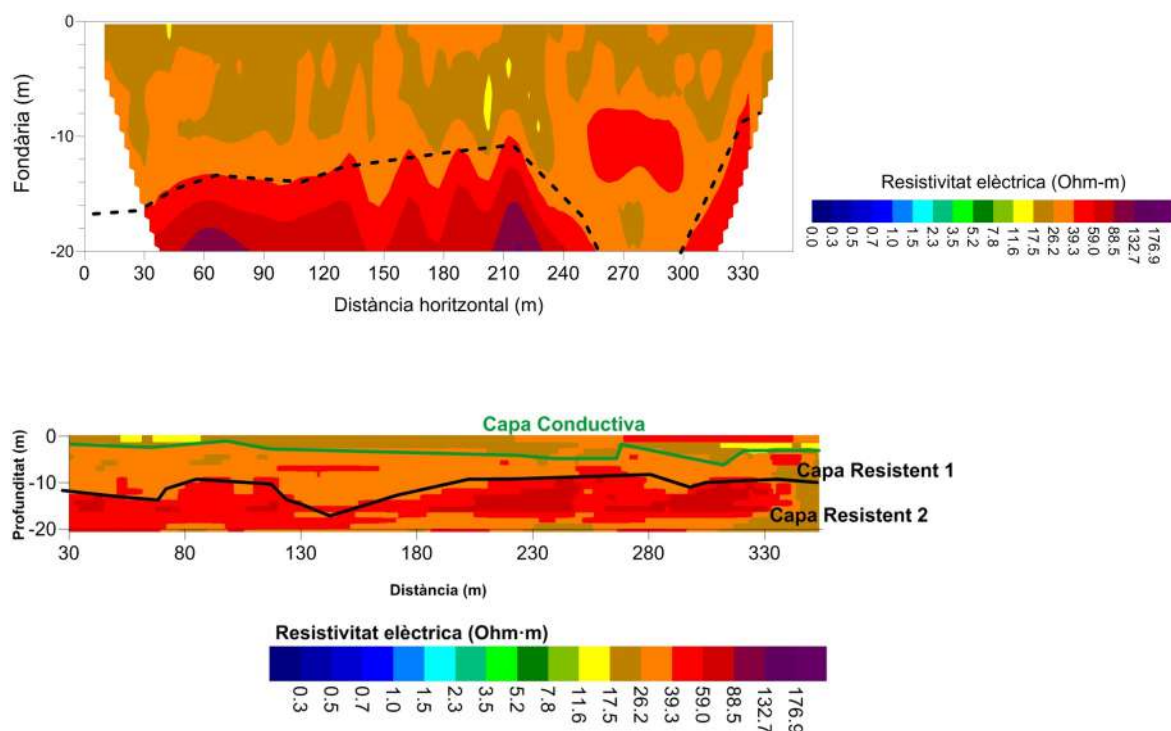 0
-10
-20
Fondària (m)
0 30 60 90 120 150 180 210 240 270 300 330
Distància horitzontal (m)
Resistivitat elèctrica (Ohm-m)
0.0 0.3 0.5 0.7 1.0 1.5 2.3 3.5 5.2 7.8 11.6 17.5 26.2 39.3 59.0 88.5 132.7 176.9
Capa Conductiva
0
-10
-20
Profunditat (m)
Capa Resistent 1
Capa Resistent 2
30 80 130 180 230 280 330
Distància (m)
Resistivitat elèctrica (Ohm·m)
0.3 0.5 0.7 1.0 1.5 2.3 3.5 5.2 7.8 11.6 17.5 26.2 39.3 59.0 88.5 132.7 176.9